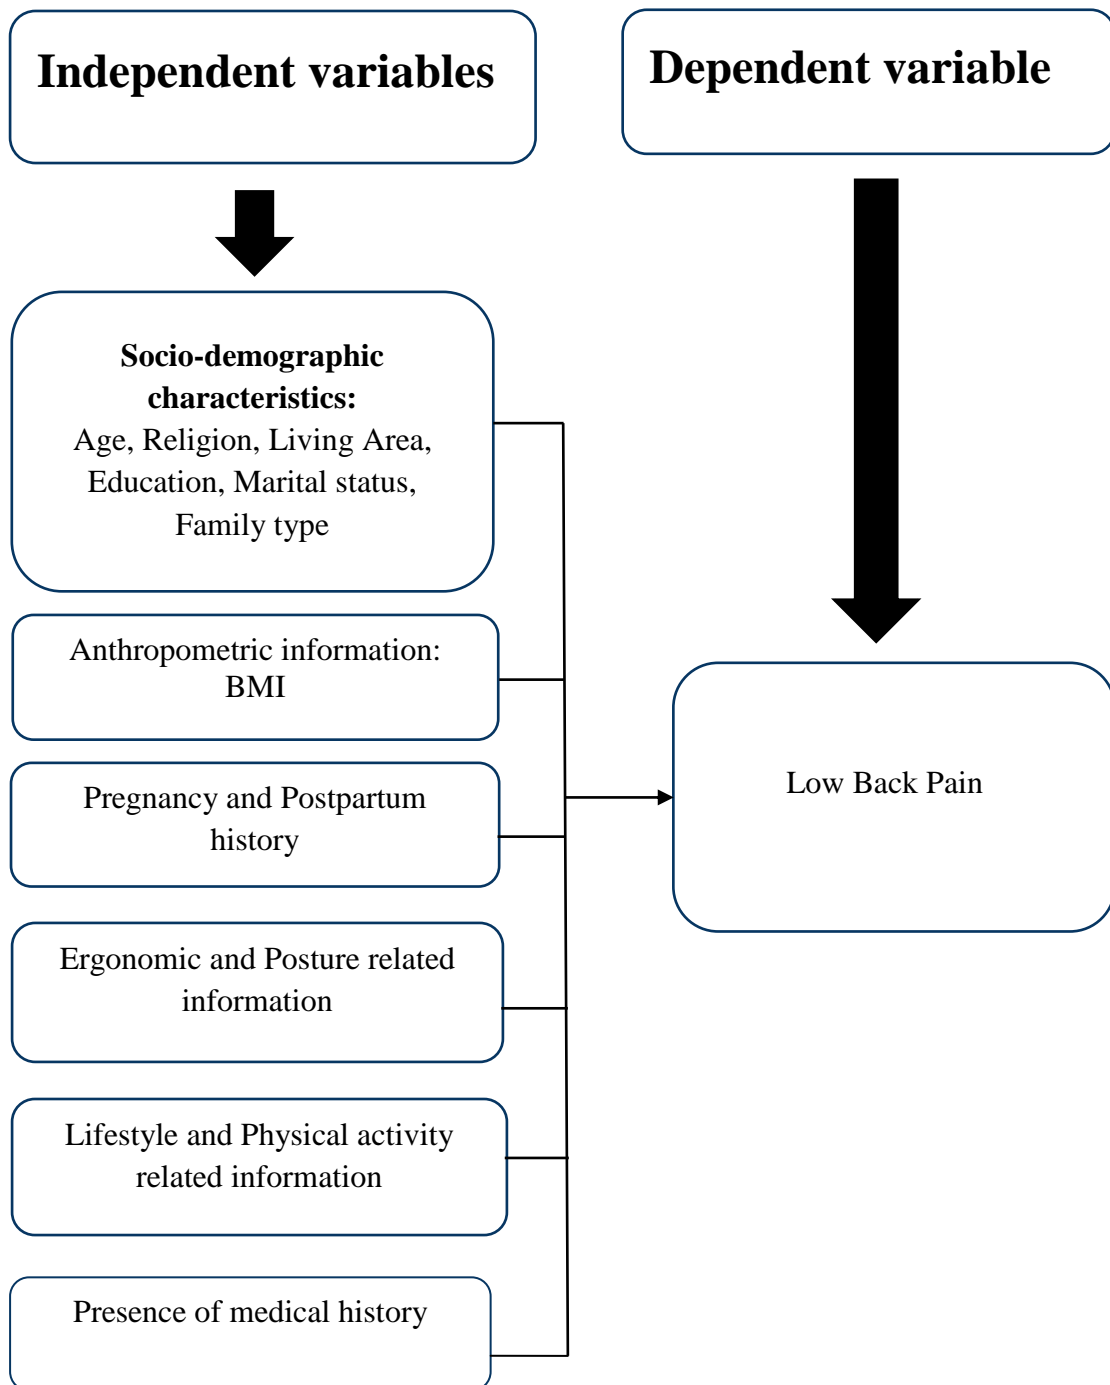 Independent variables
Dependent variable
Socio-demographic
characteristics:
Age, Religion, Living Area,
Education, Marital status,
Family type
Anthropometric information:
BMI
Pregnancy and Postpartum
history
Ergonomic and Posture related
information
Lifestyle and Physical activity
related information
Presence of medical history
Low Back Pain